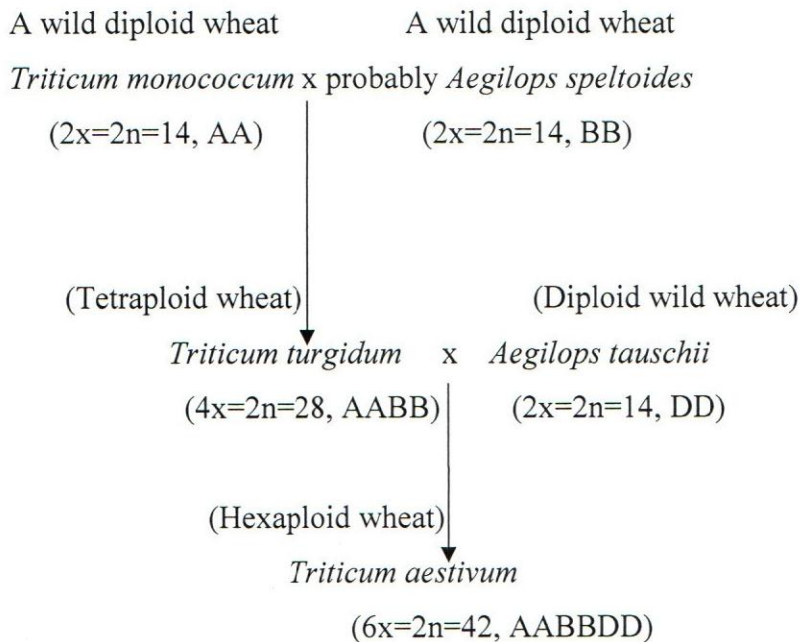 A wild diploid wheat A wild diploid wheat
Triticum monococcum x probably Aegilops speltoides
(2x=2n=14, AA) (2x=2n=14, BB)
(Tetraploid wheat) (Diploid wild wheat)
Triticum turgidum x Aegilops tauschii
(4x=2n=28, AABB) (2x=2n=14, DD)
(Hexaploid wheat)
Triticum aestivum
(6x=2n=42, AABBDD)